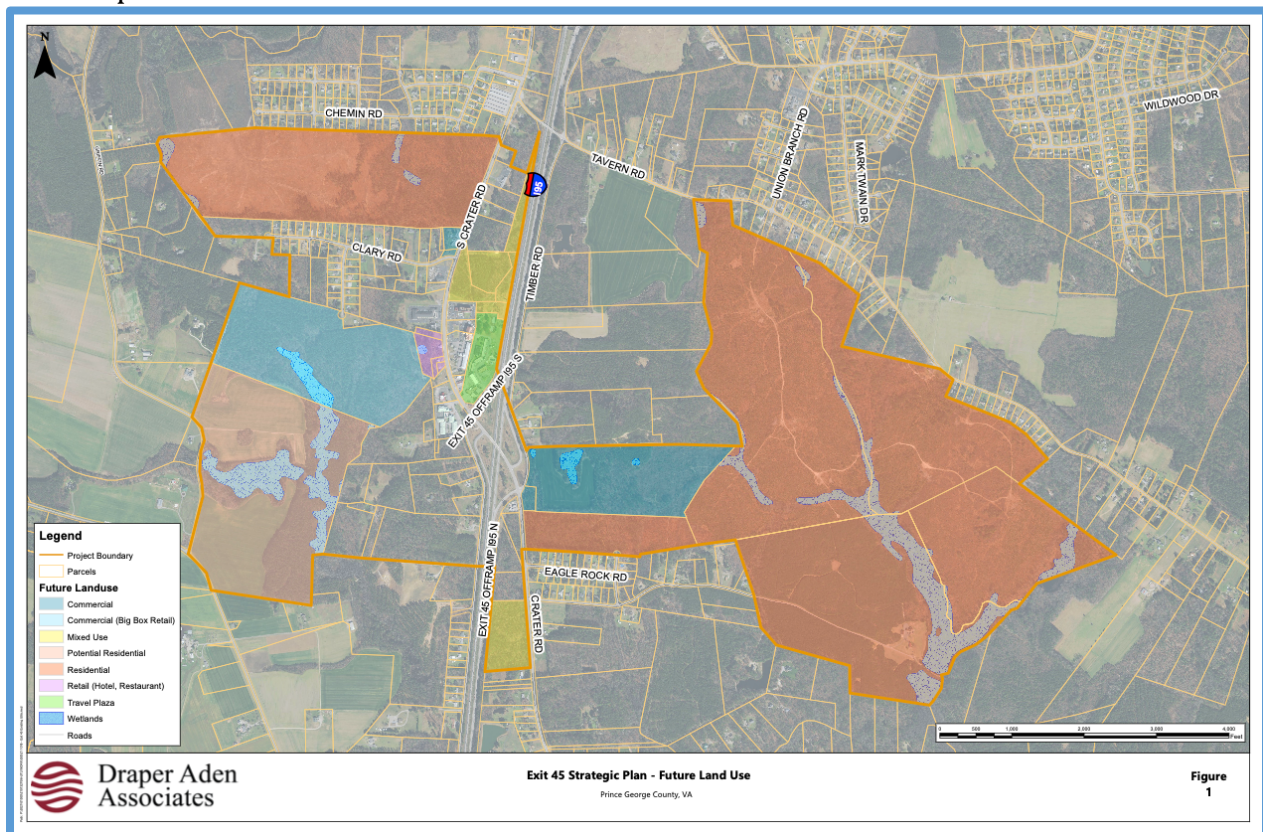 N
CHEMIN RD
WILDWOOD DR
UNION BRANCH RD
MARK TWAIN DR
TAVERN RD
I95
S CRATER RD
CLARY RD
TIMBER RD
EXIT 45 OFFRAMP I95 S
EXIT 45 OFFRAMP I95 N
EAGLE ROCK RD
CRATER RD
Legend
Project Boundary
Parcels
Future Landuse
Commercial
Commercial (Big Box Retail)
Mixed Use
Potential Residential
Residential
Retail (Hotel, Restaurant)
Travel Plaza
Wetlands
Roads
0 500 1,000 2,000 3,000 4,000
Feet
Draper Aden
Associates
Exit 45 Strategic Plan - Future Land Use
Prince George County, VA
Figure
1